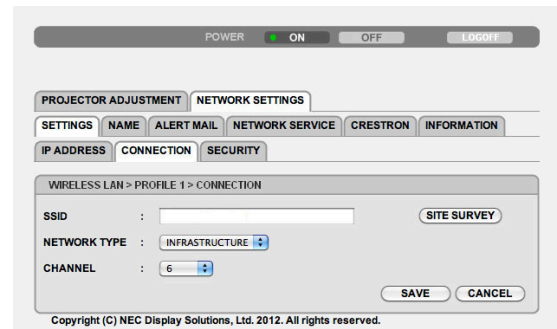 POWER ON OFF LOGOFF
PROJECTOR ADJUSTMENT NETWORK SETTINGS
SETTINGS NAME ALERT MAIL NETWORK SERVICE CRESTRON INFORMATION
IP ADDRESS CONNECTION SECURITY
WIRELESS LAN > PROFILE 1 > CONNECTION
SSID : SITE SURVEY
NETWORK TYPE : INFRASTRUCTURE
CHANNEL : 6
SAVE CANCEL
Copyright (C) NEC Display Solutions, Ltd. 2012. All rights reserved.